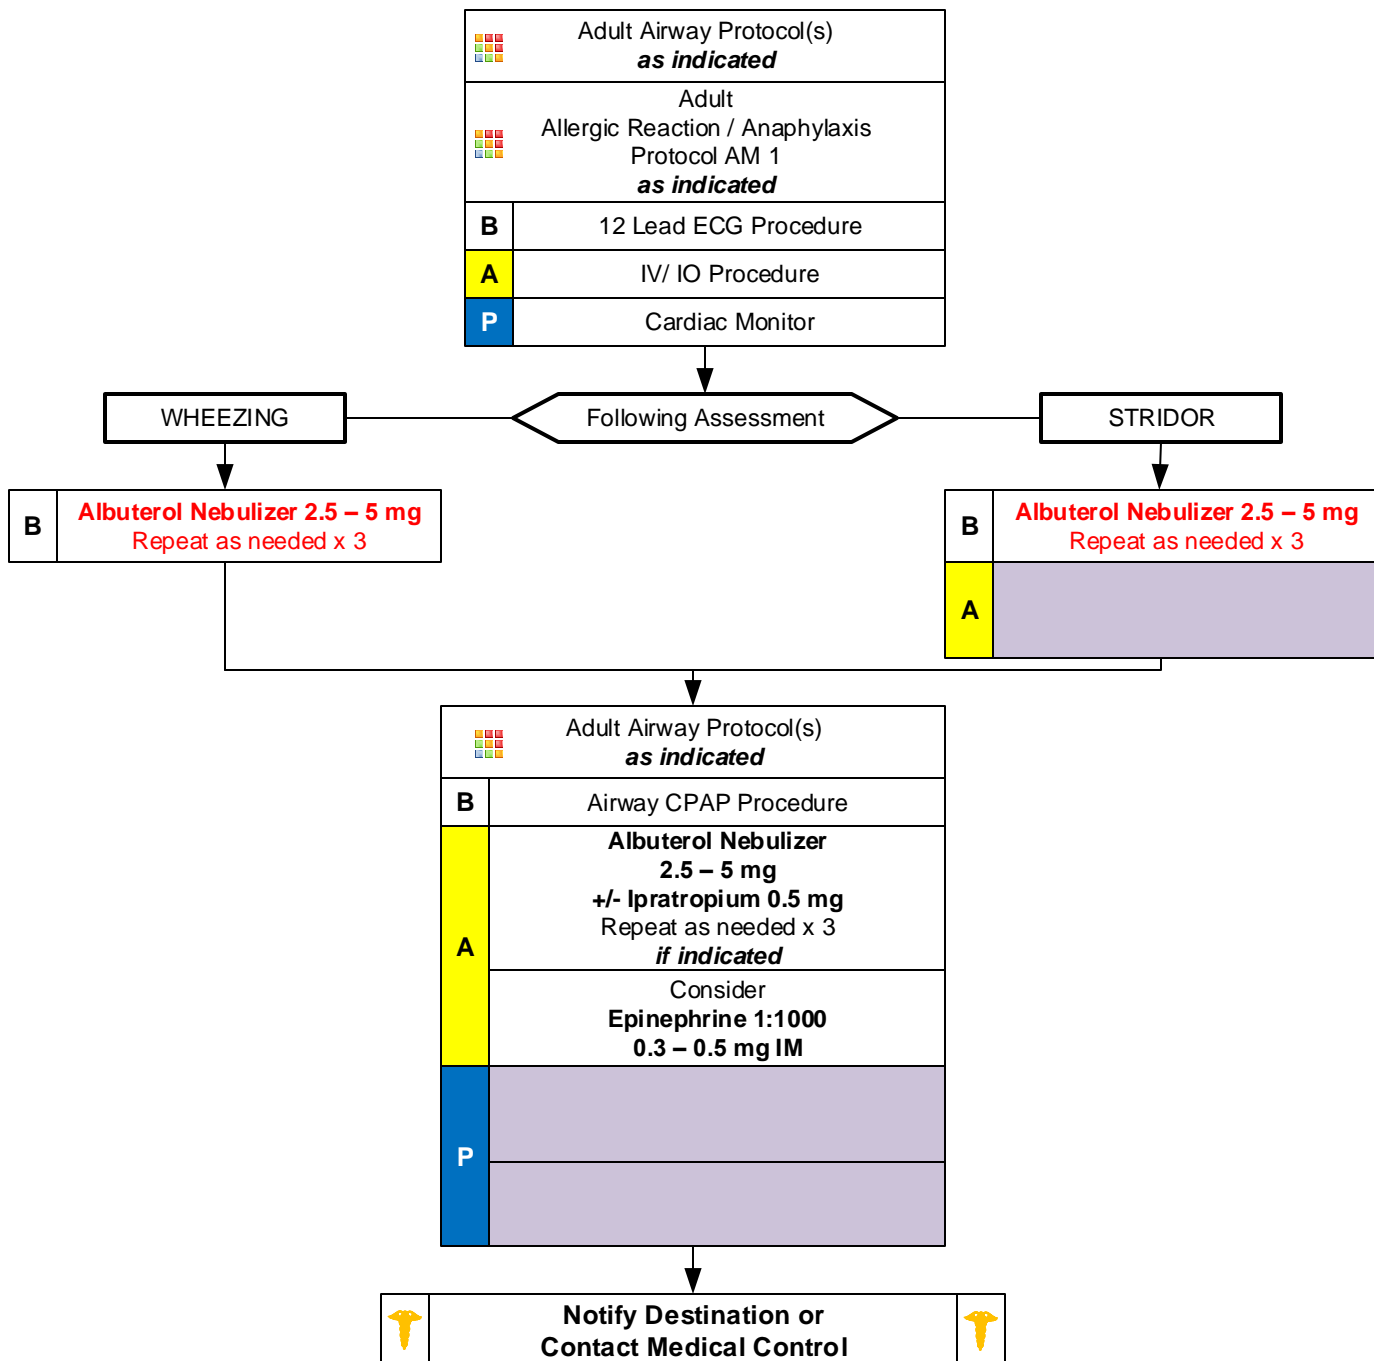 Adult Airway Protocol(s)
as indicated
Adult
Allergic Reaction / Anaphylaxis
Protocol AM 1
as indicated
B
12 Lead ECG Procedure
A
IV/ IO Procedure
P
Cardiac Monitor
WHEEZING
Following Assessment
STRIDOR
B
Albuterol Nebulizer 2.5 – 5 mg
Repeat as needed x 3
B
Albuterol Nebulizer 2.5 – 5 mg
Repeat as needed x 3
A
Adult Airway Protocol(s)
as indicated
B
Airway CPAP Procedure
A
Albuterol Nebulizer
2.5 – 5 mg
+/- Ipratropium 0.5 mg
Repeat as needed x 3
if indicated
Consider
Epinephrine 1:1000
0.3 – 0.5 mg IM
P
Notify Destination or
Contact Medical Control